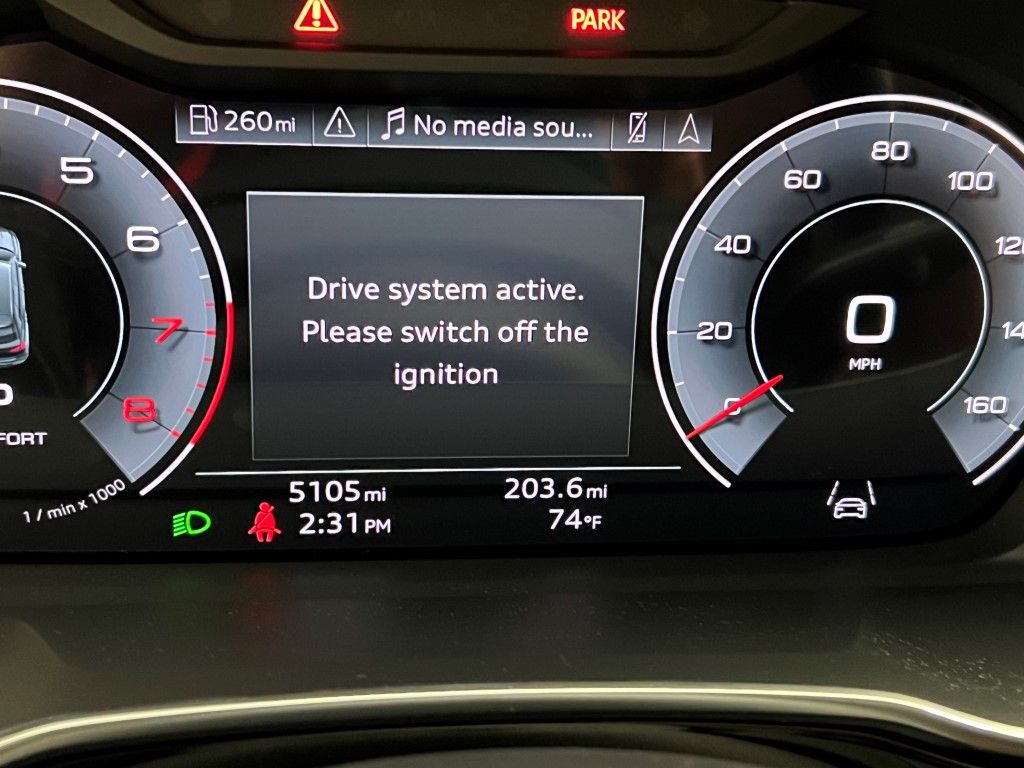 PARK
260mi
No media sou...
5
6
7
8
1 / min x 1000
FORT
Drive system active.
Please switch off the
ignition
0
20
40
60
80
100
160
0
MPH
5105mi
203.6mi
2:31PM
74°F